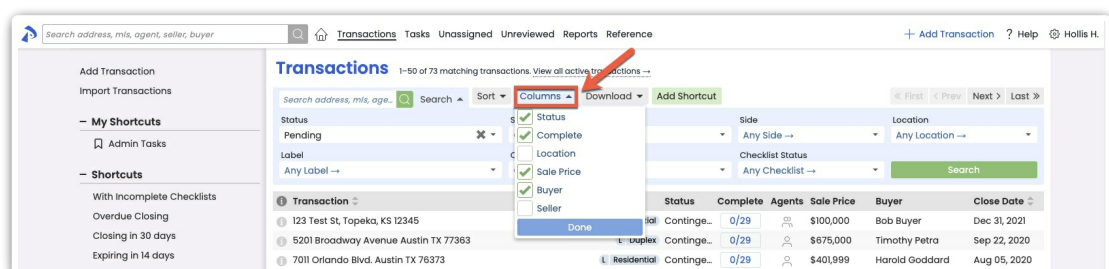 Search address, mls, agent, seller, buyer
Transactions Tasks Unassigned Unreviewed Reports Reference
+ Add Transaction ? Help Hollis H.
Add Transaction
Import Transactions
– My Shortcuts
Admin Tasks
– Shortcuts
With Incomplete Checklists
Overdue Closing
Closing in 30 days
Expiring in 14 days
Transactions 1-50 of 73 matching transactions. View all active transactions →
Search address, mls, age.. Search Sort Columns Download Add Shortcut
« First < Prev Next > Last »
Status Side Location
Pending Any Side → Any Location →
Label Checklist Status
Any Label → Any Checklist → Search
Status
Complete
Location
Sale Price
Buyer
Seller
Done
Transaction Status Complete Agents Sale Price Buyer Close Date
123 Test St, Topeka, KS 12345 Continge... 0/29 $100,000 Bob Buyer Dec 31, 2021
5201 Broadway Avenue Austin TX 77363 L Duplex Continge... 0/29 $675,000 Timothy Petra Sep 22, 2020
7011 Orlando Blvd. Austin TX 76373 L Residential Continge... 0/29 $401,999 Harold Goddard Aug 05, 2020